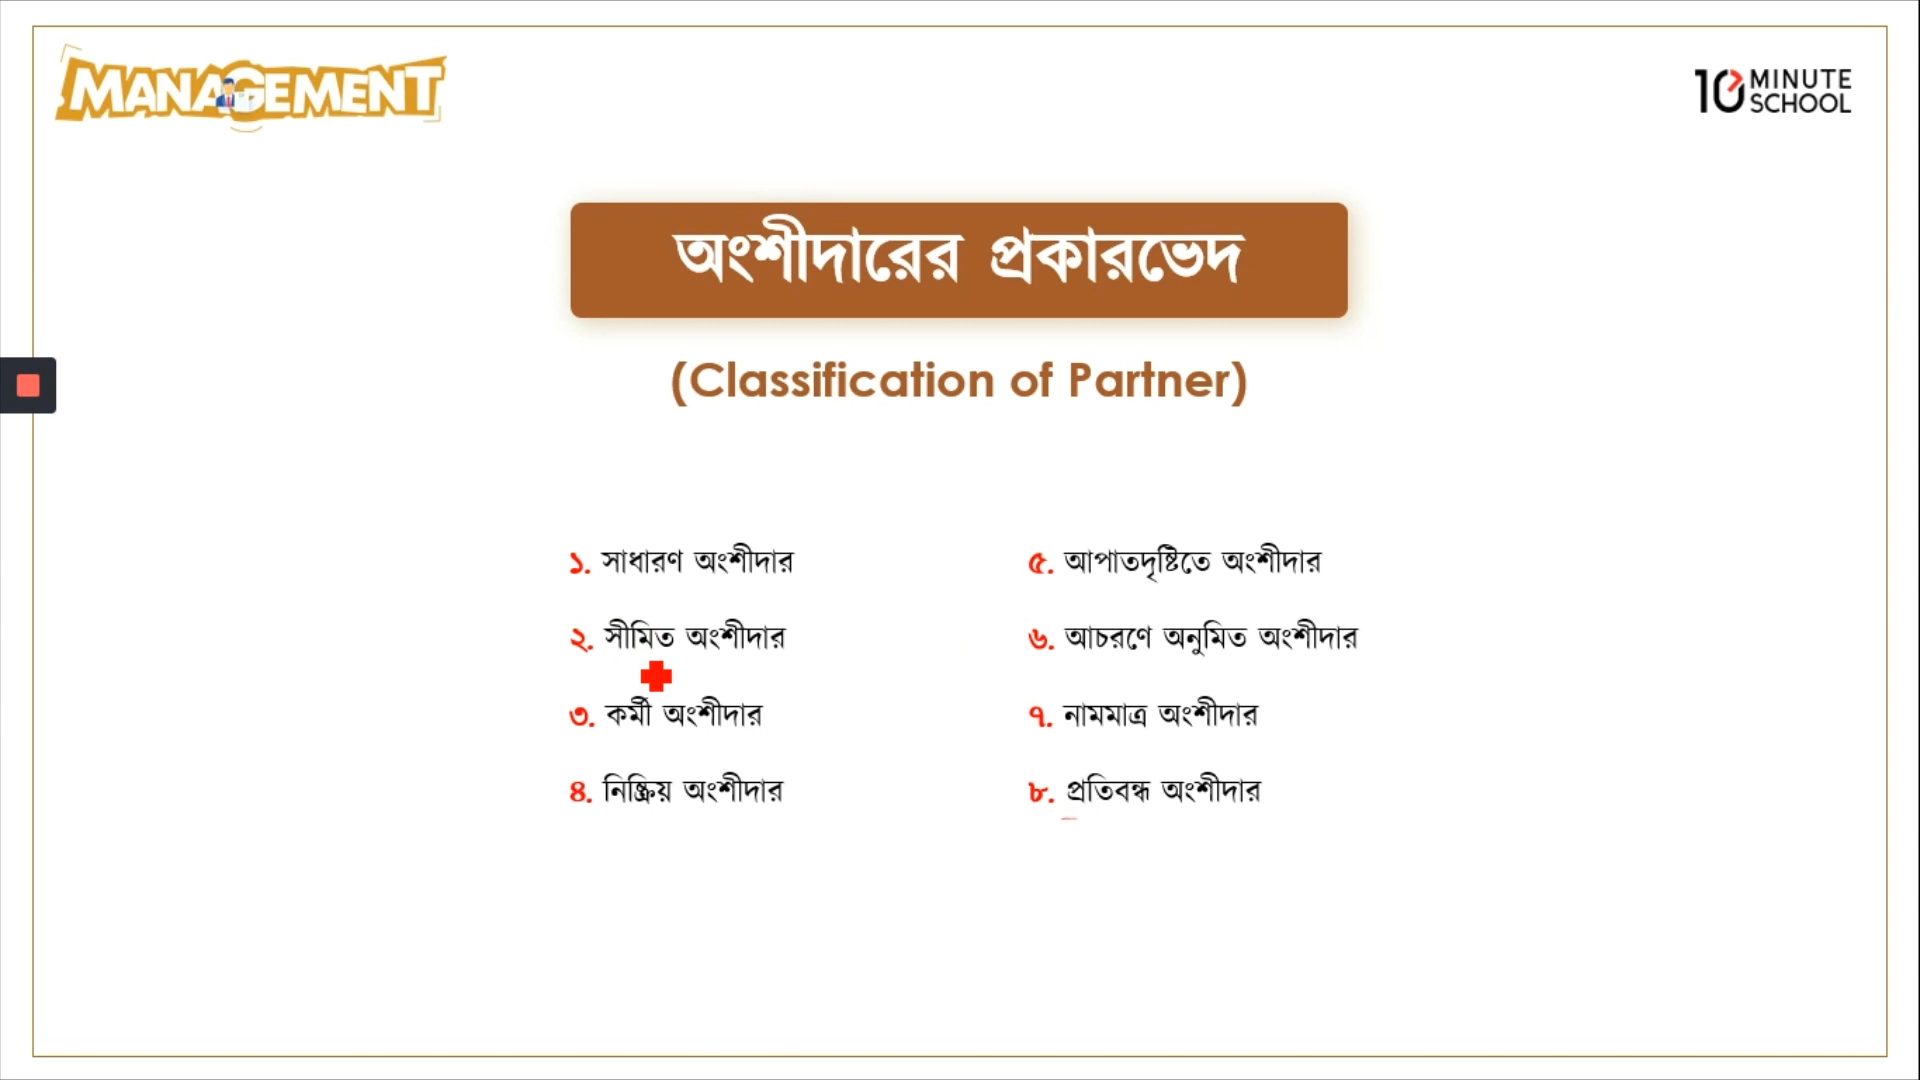 MANAGEMENT
10 MINUTE SCHOOL
অংশীদারের প্রকারভেদ
(Classification of Partner)
১. সাধারণ অংশীদার
২. সীমিত অংশীদার
৩. কর্মী অংশীদার
৪. নিষ্ক্রিয় অংশীদার
৫. আপাতদৃষ্টিতে অংশীদার
৬. আচরণে অনুমিত অংশীদার
৭. নামমাত্র অংশীদার
৮. প্রতিবন্ধ অংশীদার